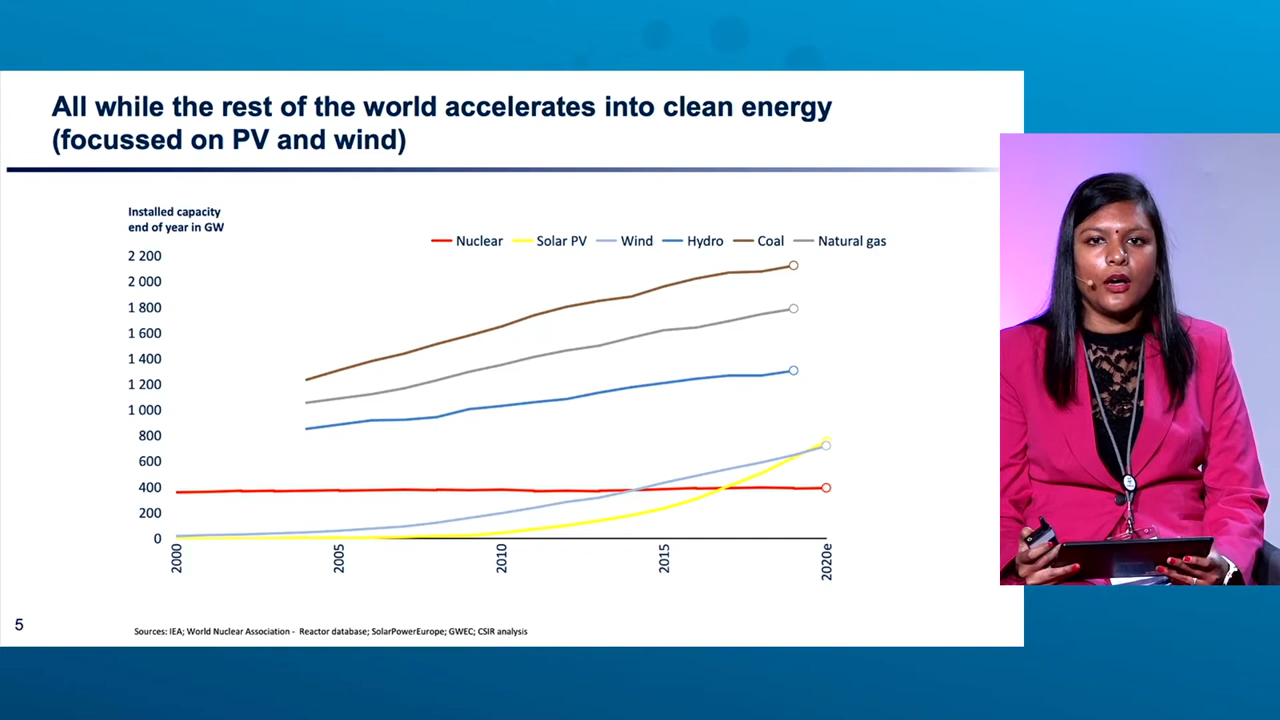 All while the rest of the world accelerates into clean energy
(focussed on PV and wind)
Installed capacity
end of year in GW
Nuclear Solar PV Wind Hydro Coal Natural gas
2 200
2 000
1 800
1 600
1 400
1 200
1 000
800
600
400
200
0
2000 2005 2010 2015 2020e
5
Sources: IEA; World Nuclear Association - Reactor database; SolarPowerEurope; GWEC; CSIR analysis